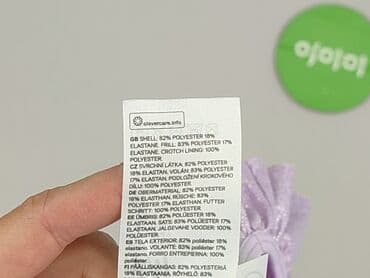 clevercare.info
GB SHELL: 82% POLYESTER 18%
ELASTANE, FRILL: 83% POLYESTER 17%
ELASTANE, CROTCH LINING: 100%
POLYESTER
CZ SVRCHNÍ LÁTKA: 82% POLYESTER
18% ELASTAN, VOLÁN: 83% POLYESTER
17% ELASTAN, PODLOŽENÍ KROKOVÉHO
DÍLU: 100% POLYESTER
DE OBERMATERIAL: 82% POLYESTER
18% ELASTHAN, RÜSCHE: 83%
POLYESTER 17% ELASTHAN, FUTTER
SCHRITT: 100% POLYESTER
EE ÜMBRIS: 82% POLÜESTER 18%
ELASTAAN, SATS: 83% POLÜESTER 17%
ELASTAAN, JALGEVAHE VOODER: 100%
POLÜESTER
ES TELA EXTERIOR: 82% poliéster 18%
elastano, VOLANTE: 83% poliéster 17%
elastano, FORRO ENTREPIERNA: 100%
poliéster
FI PÄÄLLISKANGAS: 82% POLYESTERIÄ
18% ELASTAANIA, RÖYHELÖ: 83%
ojojoj